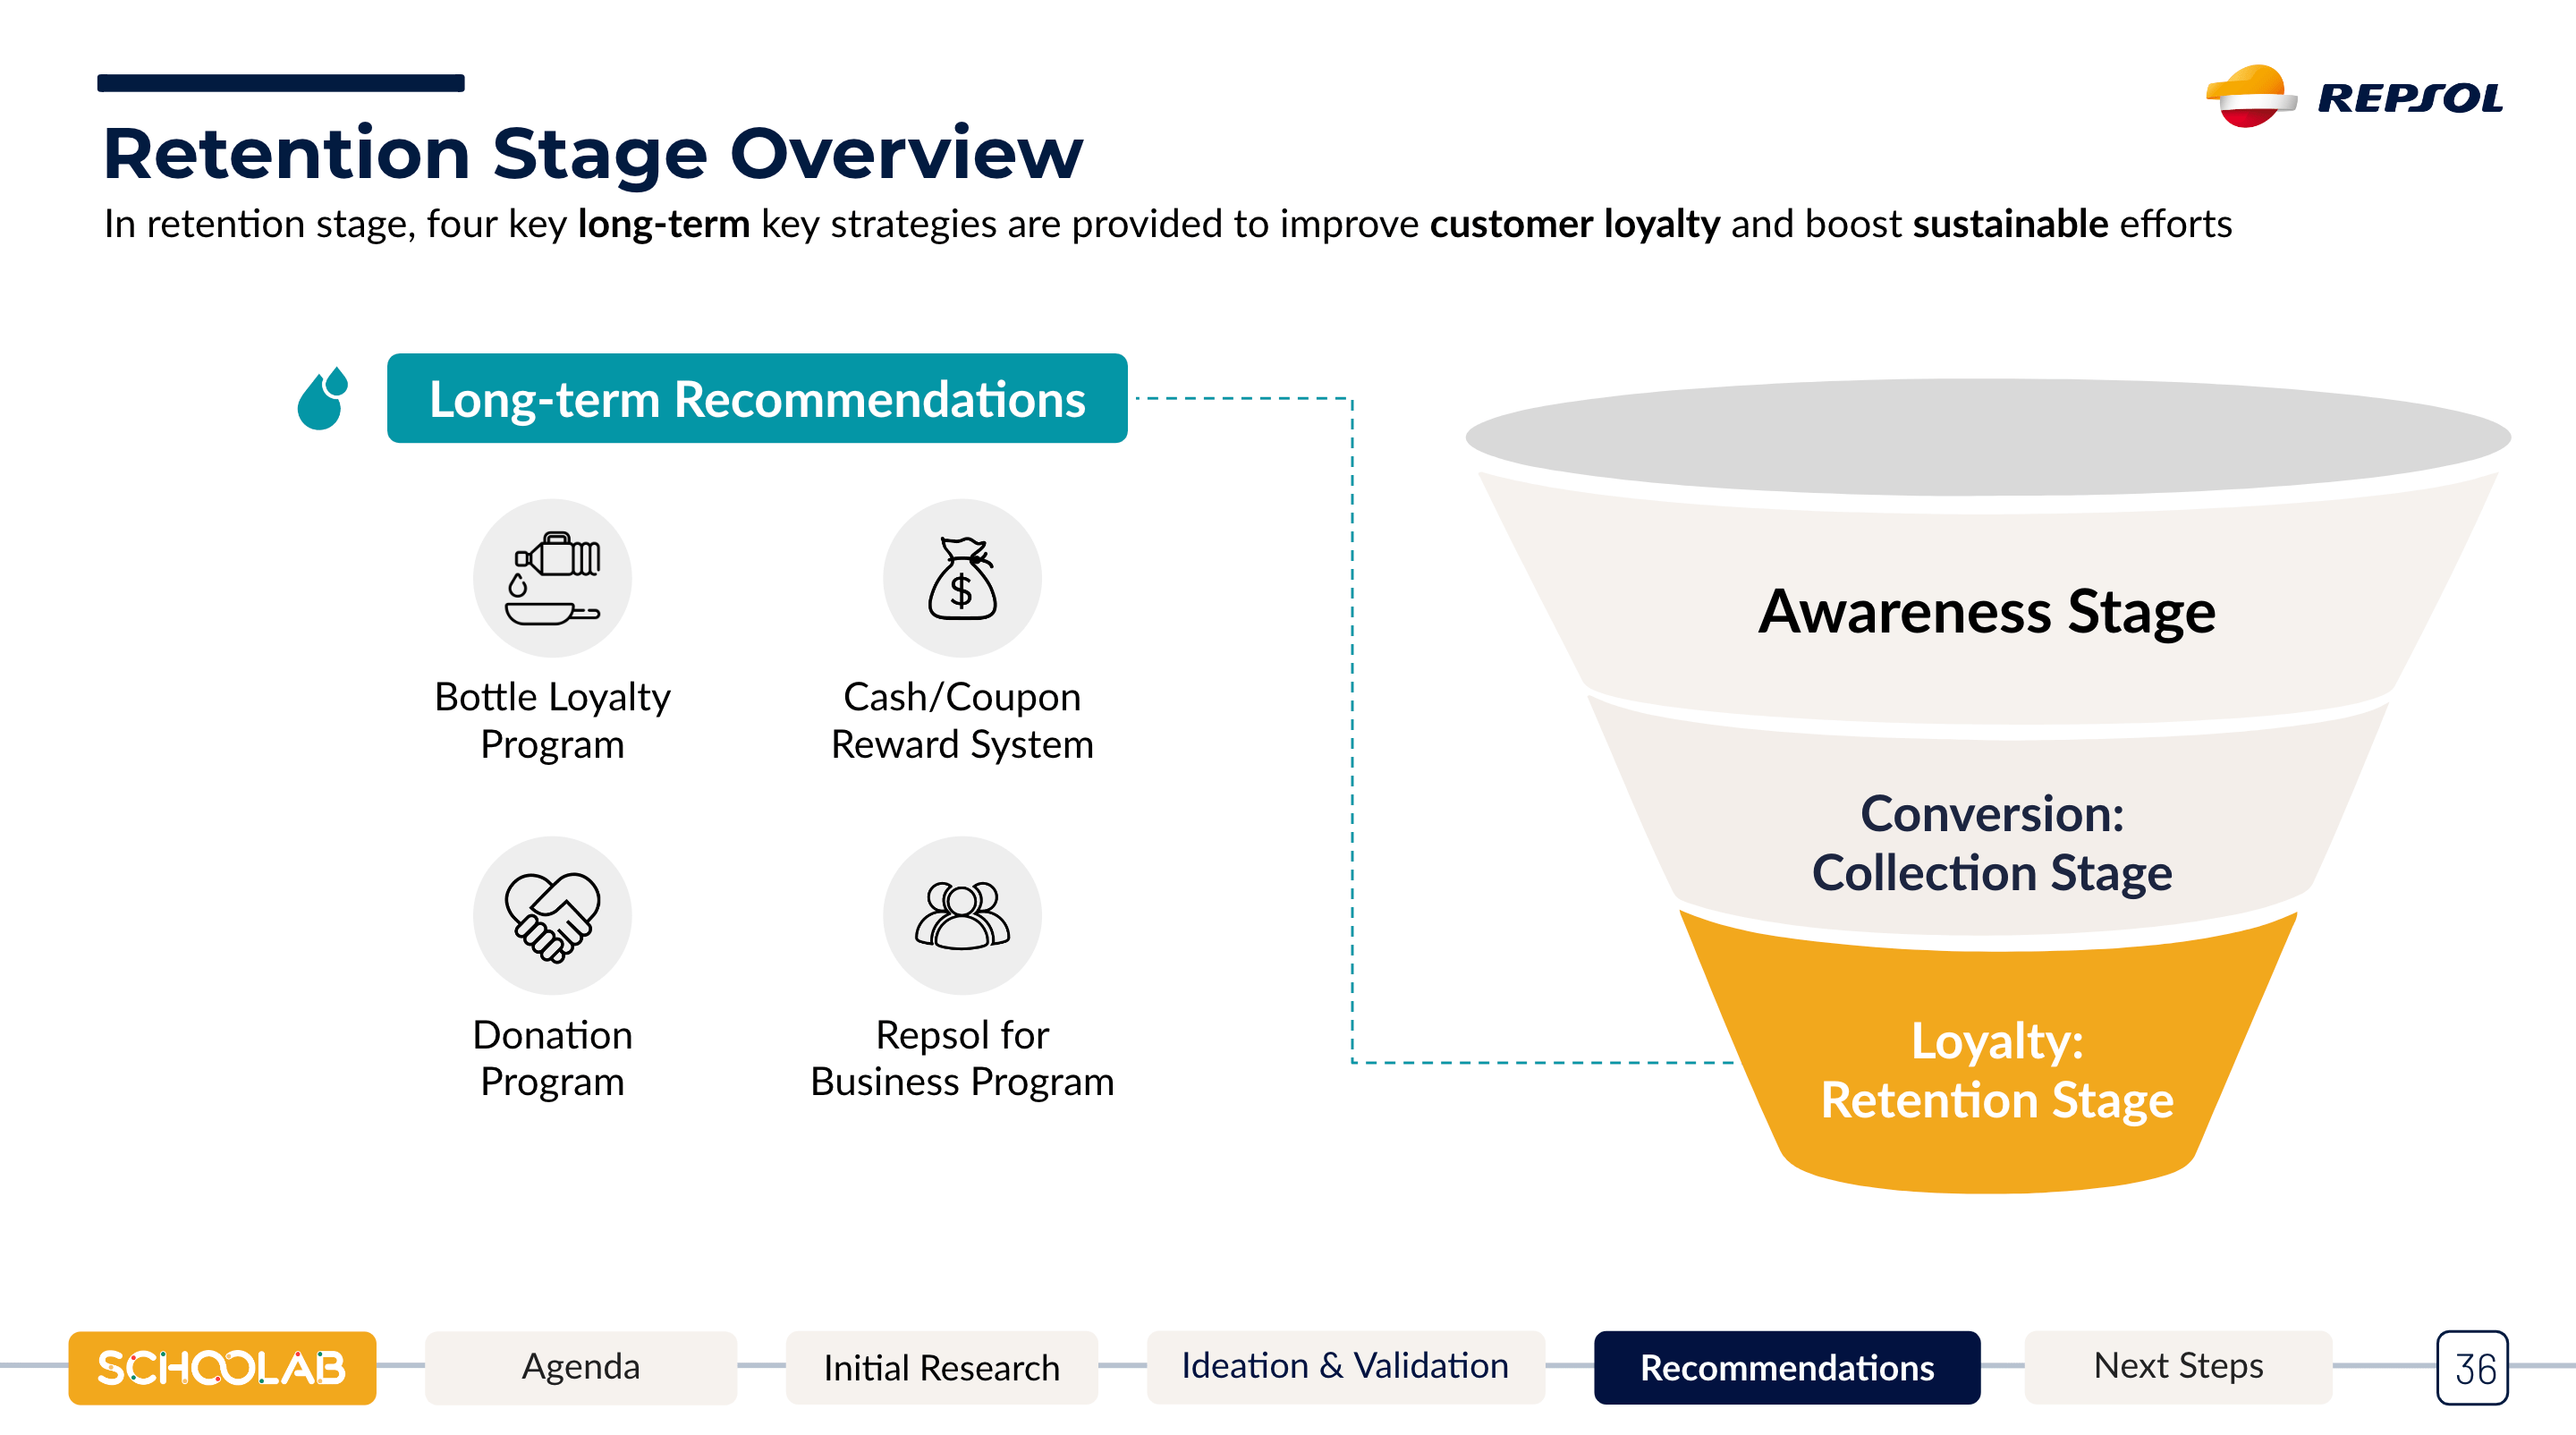 REPSOL
Retention Stage Overview
In retention stage, four key long-term key strategies are provided to improve customer loyalty and boost sustainable efforts
Long-term Recommendations
$
Bottle Loyalty
Program
Cash/Coupon
Reward System
Donation
Program
Repsol for
Business Program
Awareness Stage
Conversion:
Collection Stage
Loyalty:
Retention Stage
SCHOOLAB
Agenda
Initial Research
Ideation & Validation
Recommendations
Next Steps
36